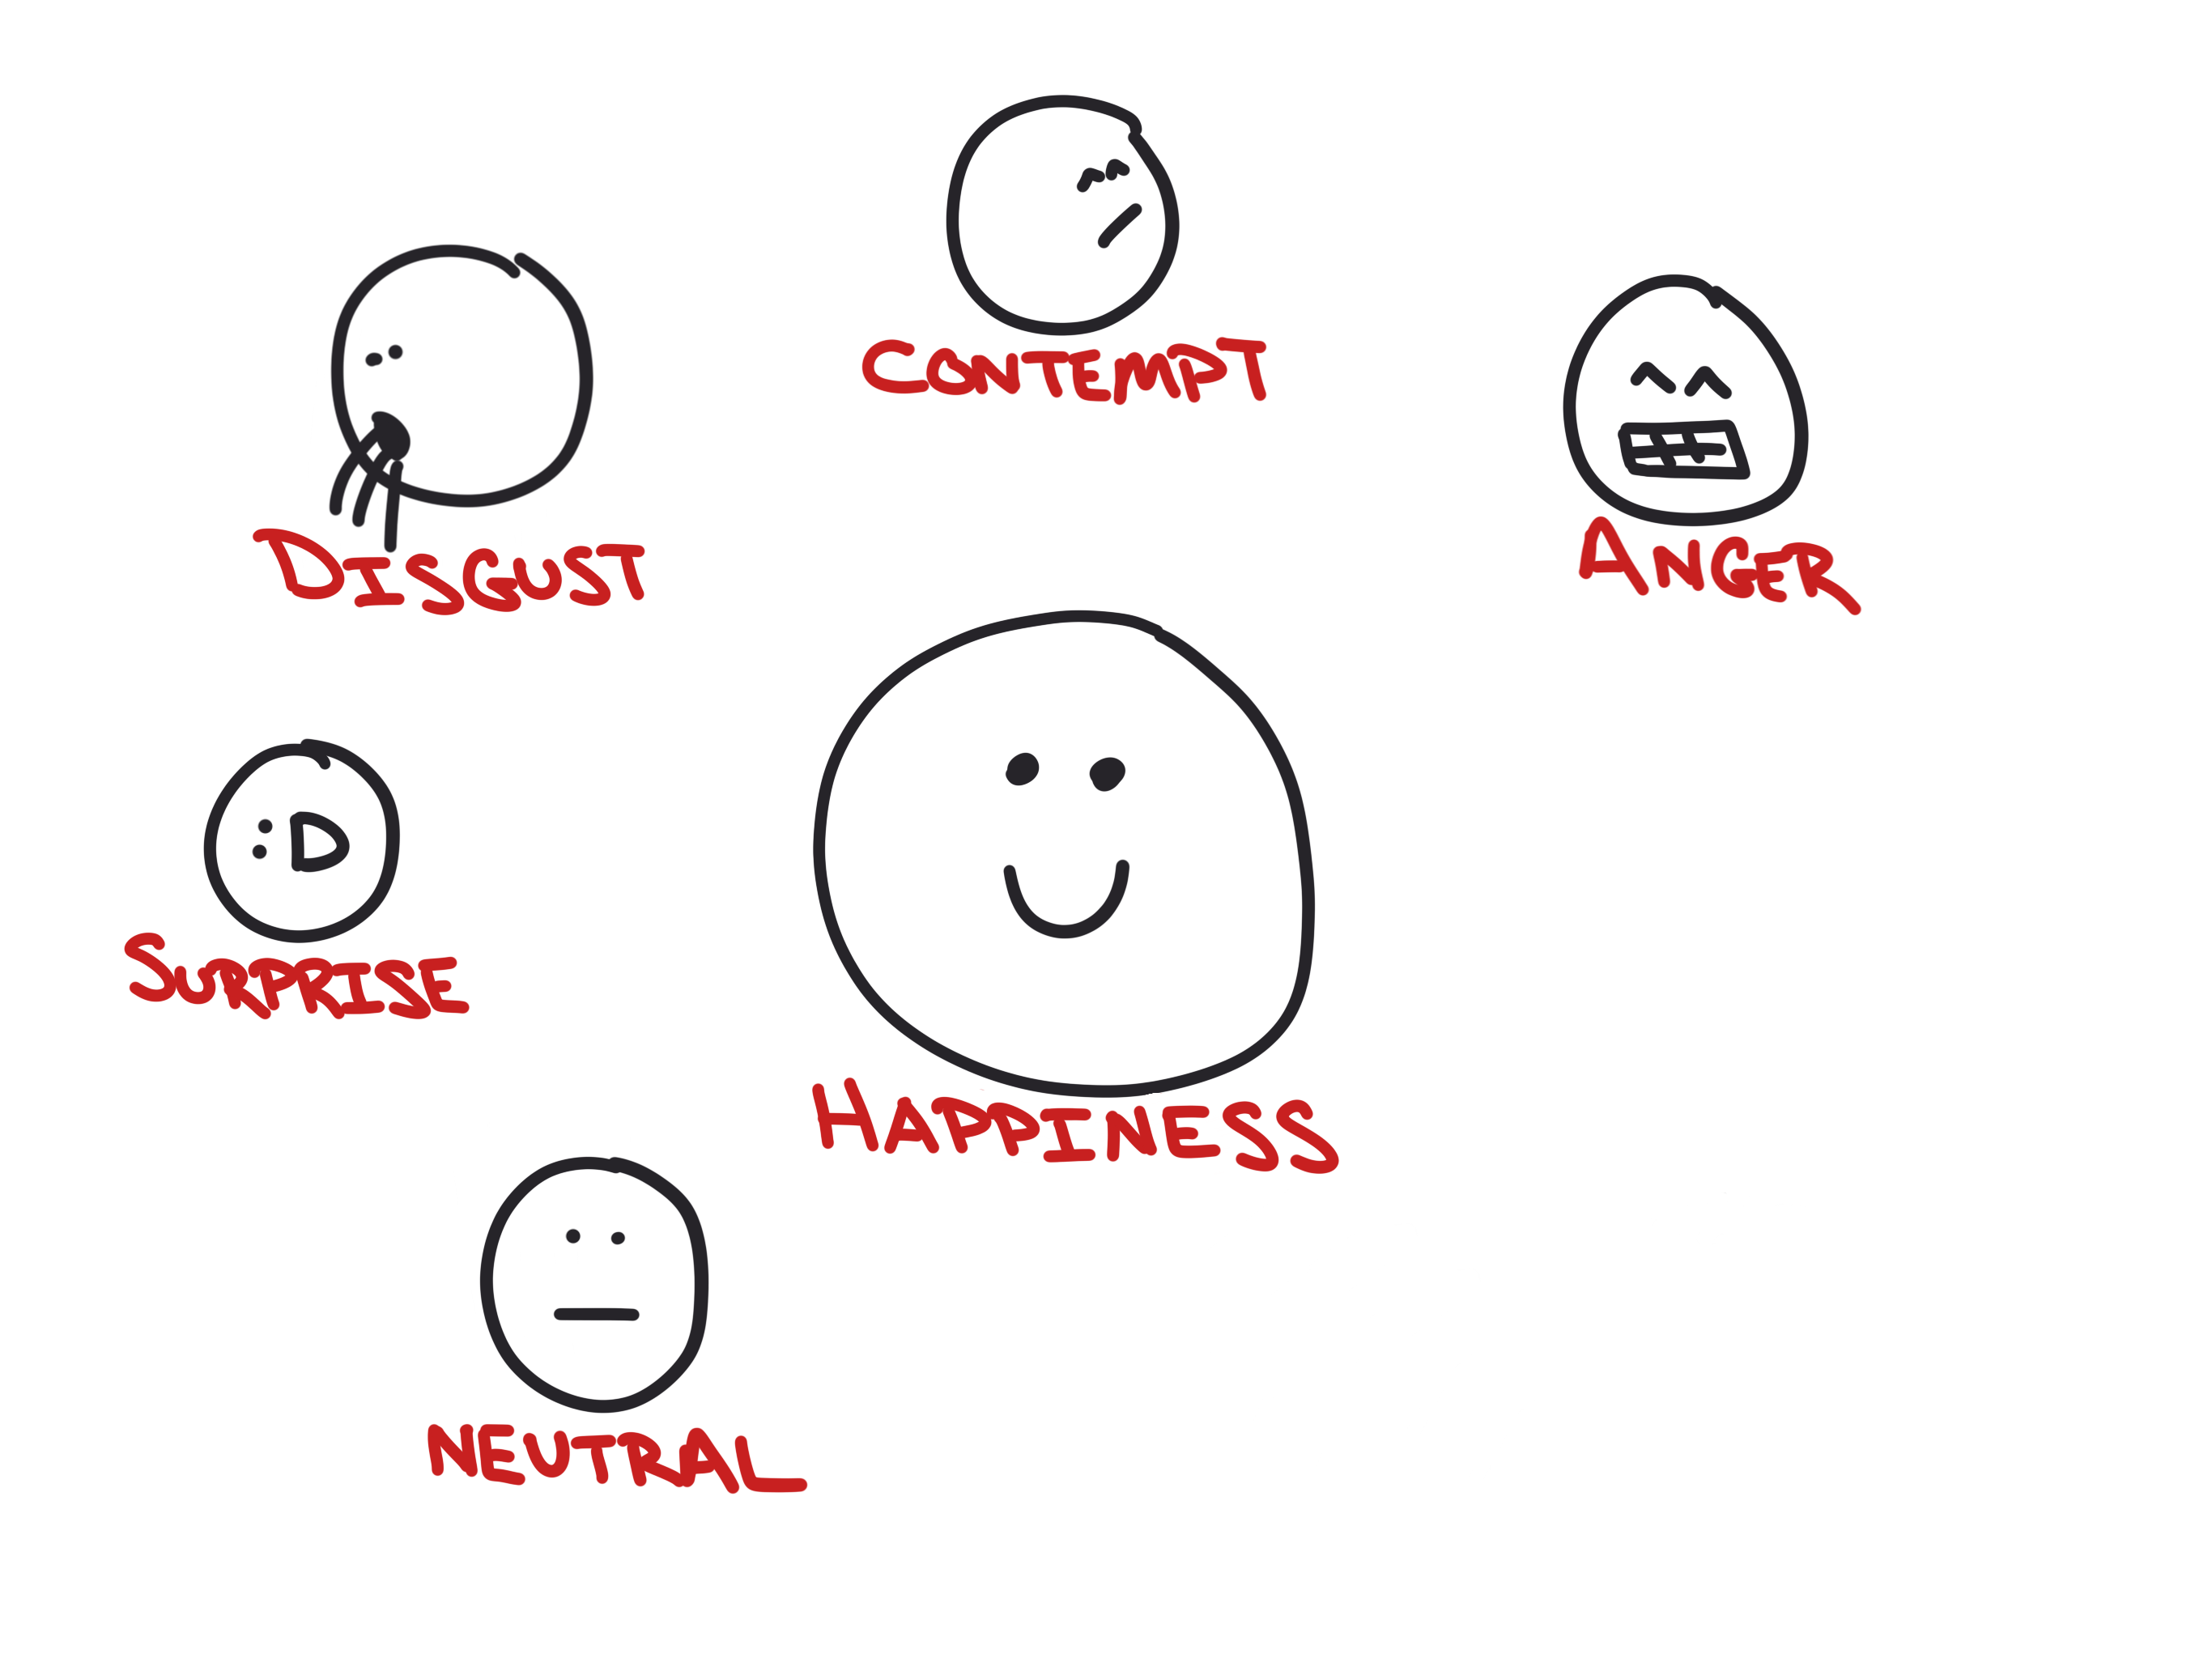 CONTEMPT
DISGUST
ANGER
SURPRISE
HAPPINESS
NEUTRAL